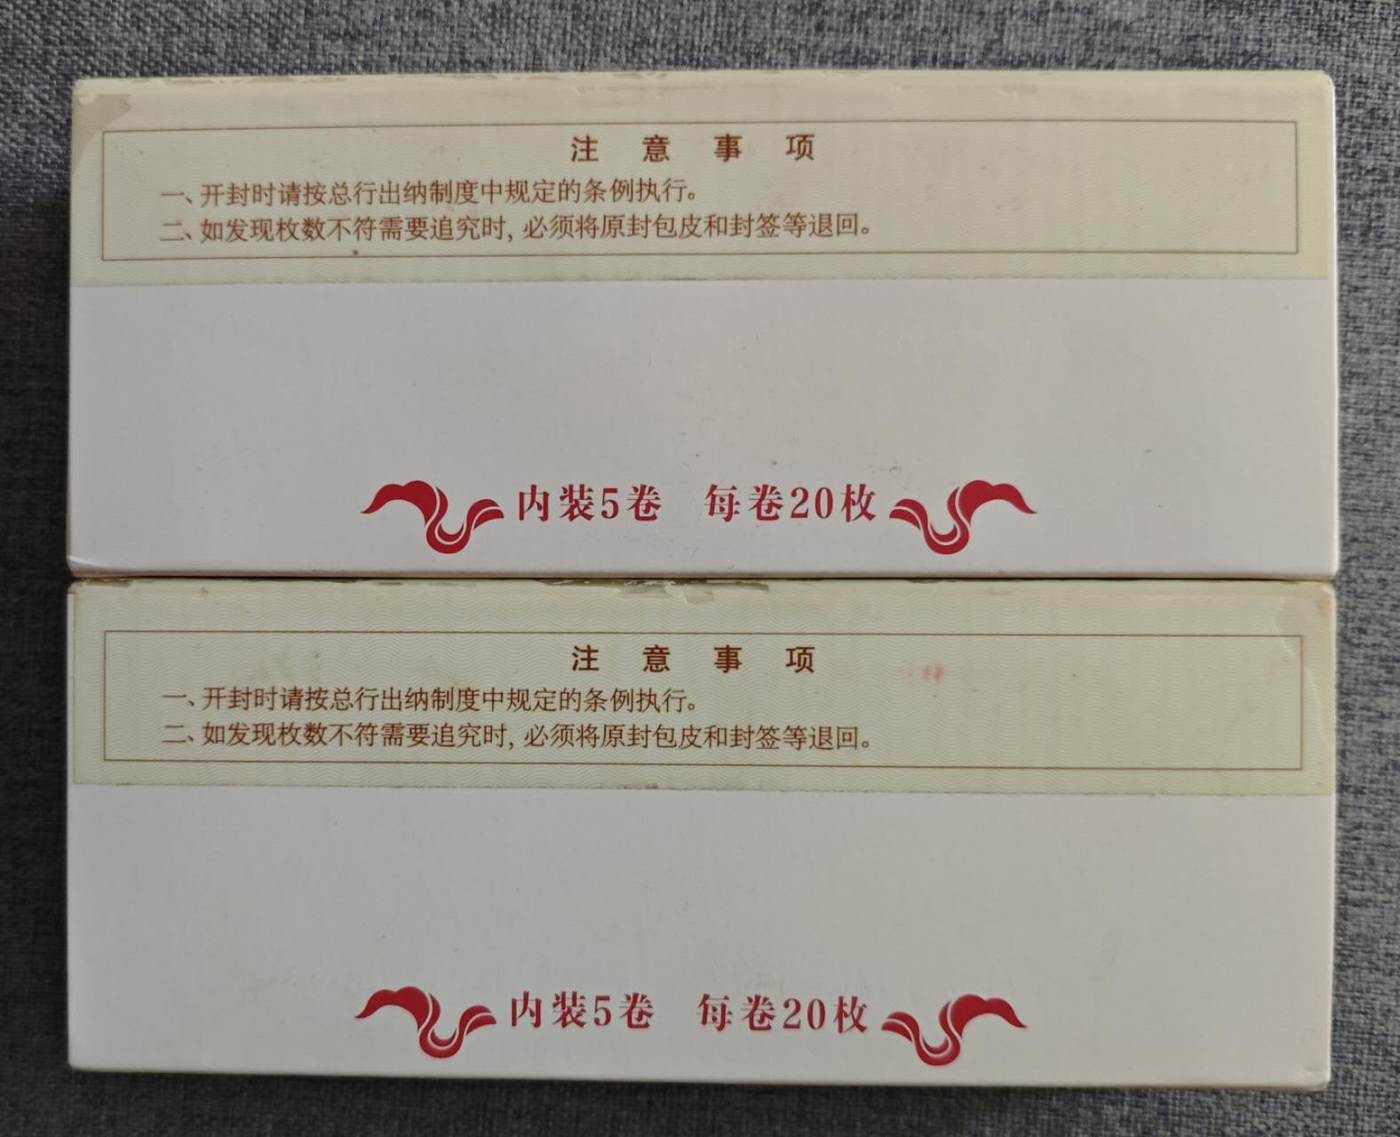 注意事项
一、开封时请按总行出纳制度中规定的条例执行。
二、如发现枚数不符需要追究时，必须将原封包皮和封签等退回。
内装5卷 每卷20枚
注意事项
一、开封时请按总行出纳制度中规定的条例执行。
二、如发现枚数不符需要追究时，必须将原封包皮和封签等退回。
内装5卷 每卷20枚